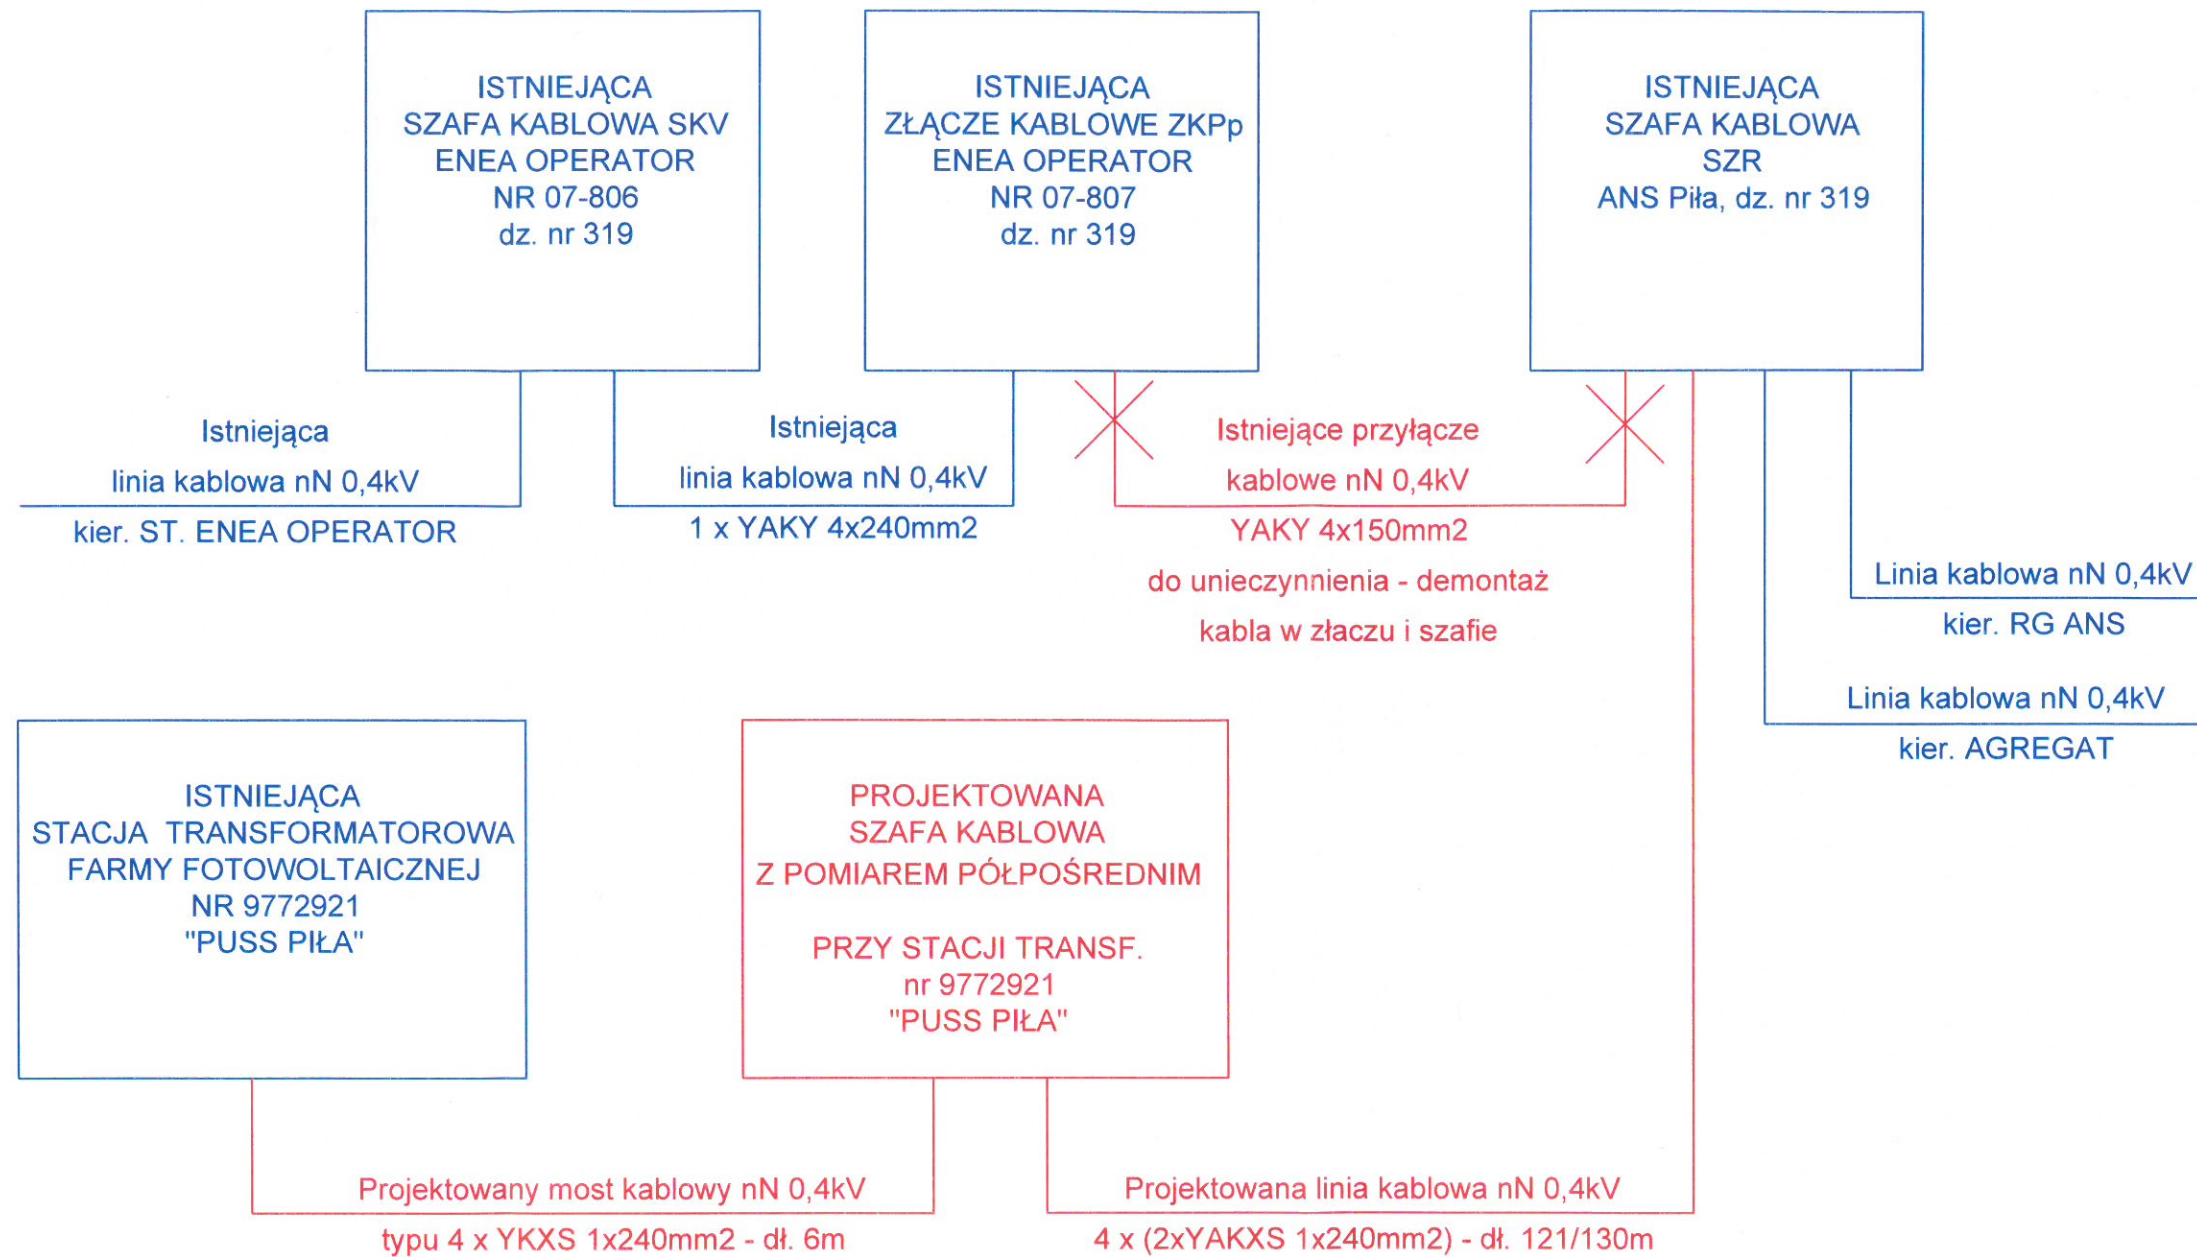 ISTNIEJĄCA
SZAFA KABLOWA SKV
ENEA OPERATOR
NR 07-806
dz. nr 319
ISTNIEJĄCA
ZŁĄCZE KABLOWE ZKPp
ENEA OPERATOR
NR 07-807
dz. nr 319
ISTNIEJĄCA
SZAFA KABLOWA
SZR
ANS Piła, dz. nr 319
Istniejąca
linia kablowa nN 0,4kV
kier. ST. ENEA OPERATOR
Istniejąca
linia kablowa nN 0,4kV
1 x YAKY 4x240mm2
Istniejące przyłącze
kablowe nN 0,4kV
YAKY 4x150mm2
do unieczynnienia - demontaż
kabla w złaczu i szafie
Linia kablowa nN 0,4kV
kier. RG ANS
Linia kablowa nN 0,4kV
kier. AGREGAT
ISTNIEJĄCA
STACJA TRANSFORMATOROWA
FARMY FOTOWOLTAICZNEJ
NR 9772921
"PUSS PIŁA"
PROJEKTOWANA
SZAFA KABLOWA
Z POMIAREM PÓŁPOŚREDNIM
PRZY STACJI TRANSF.
nr 9772921
"PUSS PIŁA"
Projektowany most kablowy nN 0,4kV
typu 4 x YKXS 1x240mm2 - dł. 6m
Projektowana linia kablowa nN 0,4kV
4 x (2xYAKXS 1x240mm2) - dł. 121/130m